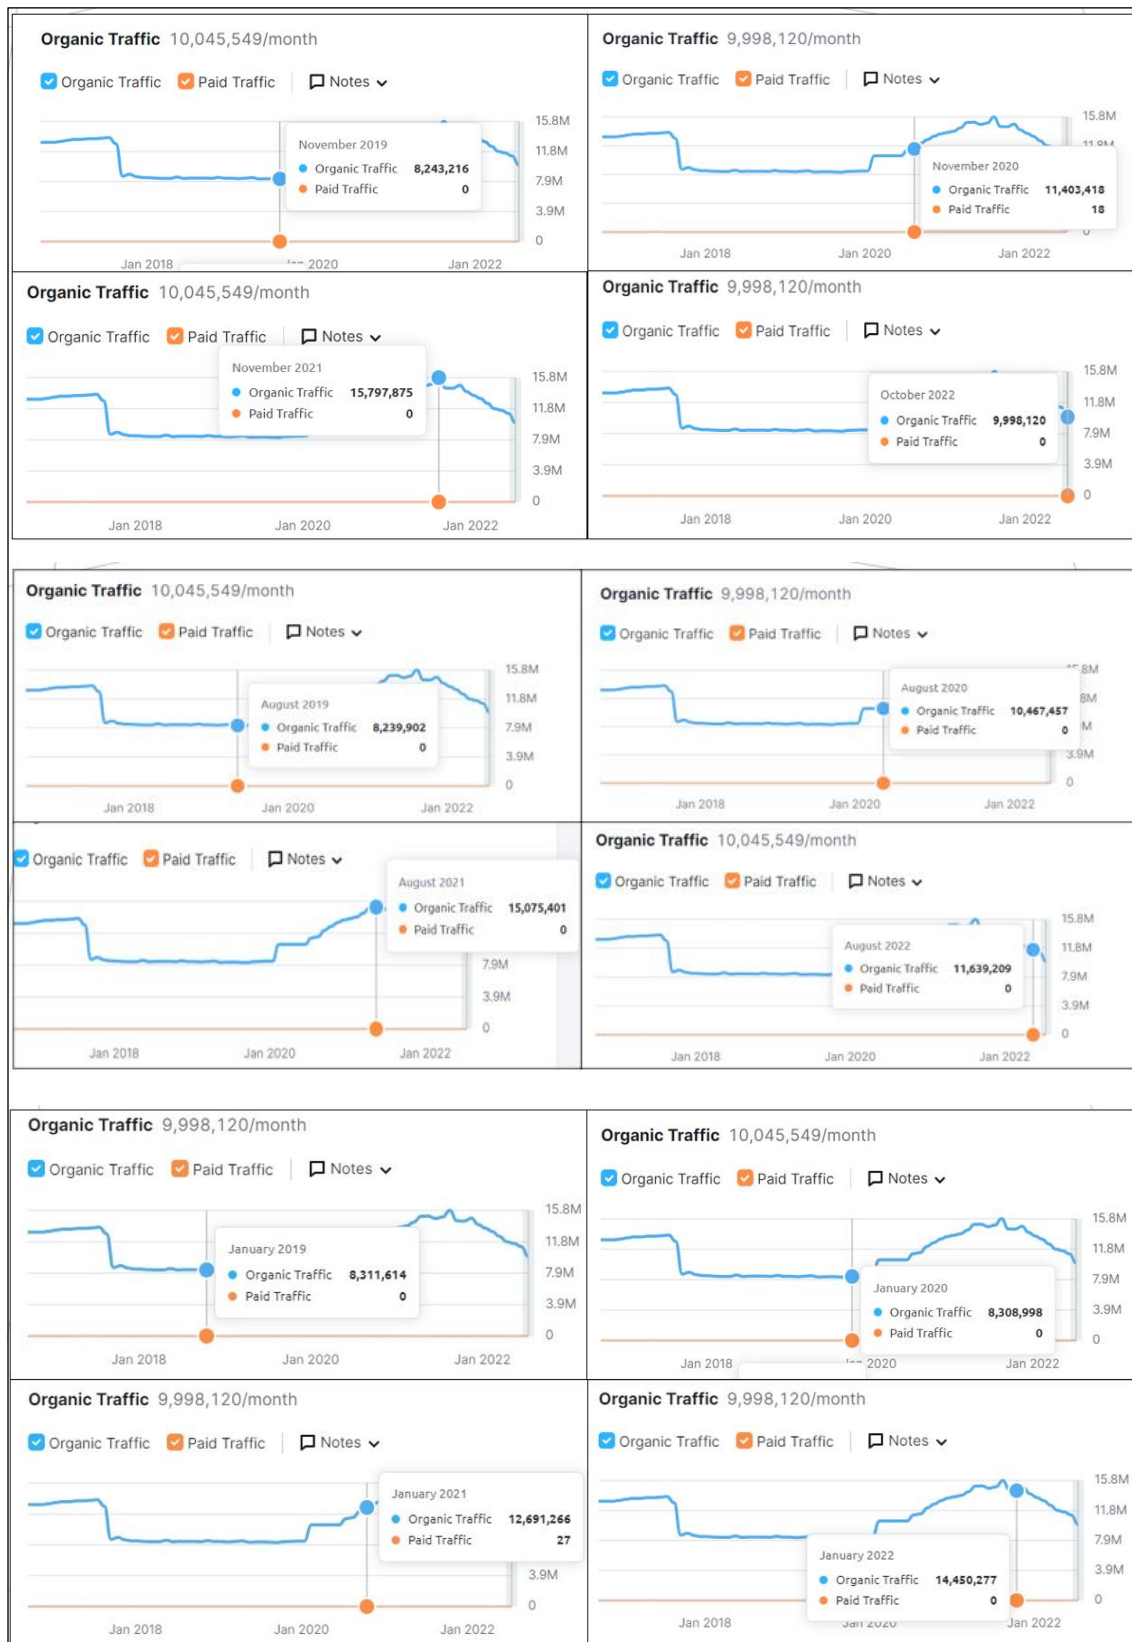 Organic Traffic 10,045,549/month
Organic Traffic Paid Traffic Notes
15.8M
November 2019
11.8M
Organic Traffic 8,243,216
7.9M
Paid Traffic 0
3.9M
0
Jan 2018 Jan 2020 Jan 2022
Organic Traffic 9,998,120/month
Organic Traffic Paid Traffic Notes
15.8M
11.8M
November 2020
Organic Traffic 11,403,418
Paid Traffic 18
0
Jan 2018 Jan 2020 Jan 2022
Organic Traffic 10,045,549/month
Organic Traffic Paid Traffic Notes
November 2021
15.8M
Organic Traffic 15,797,875
11.8M
Paid Traffic 0
7.9M
3.9M
0
Jan 2018 Jan 2020 Jan 2022
Organic Traffic 9,998,120/month
Organic Traffic Paid Traffic Notes
15.8M
October 2022
11.8M
Organic Traffic 9,998,120
7.9M
Paid Traffic 0
3.9M
0
Jan 2018 Jan 2020 Jan 2022
Organic Traffic 10,045,549/month
Organic Traffic Paid Traffic Notes
15.8M
11.8M
August 2019
Organic Traffic 8,239,902
7.9M
Paid Traffic 0
3.9M
0
Jan 2018 Jan 2020 Jan 2022
Organic Traffic 9,998,120/month
Organic Traffic Paid Traffic Notes
15.8M
August 2020
8M
Organic Traffic 10,467,457
M
Paid Traffic 0
3.9M
0
Jan 2018 Jan 2020 Jan 2022
Organic Traffic Paid Traffic Notes
August 2021
Organic Traffic 15,075,401
Paid Traffic 0
7.9M
3.9M
0
Jan 2018 Jan 2020 Jan 2022
Organic Traffic 10,045,549/month
Organic Traffic Paid Traffic Notes
15.8M
August 2022
11.8M
Organic Traffic 11,639,209
7.9M
Paid Traffic 0
3.9M
0
Jan 2018 Jan 2020 Jan 2022
Organic Traffic 9,998,120/month
Organic Traffic Paid Traffic Notes
15.8M
January 2019
11.8M
Organic Traffic 8,311,614
7.9M
Paid Traffic 0
3.9M
0
Jan 2018 Jan 2020 Jan 2022
Organic Traffic 10,045,549/month
Organic Traffic Paid Traffic Notes
15.8M
11.8M
7.9M
January 2020
Organic Traffic 8,308,998
3.9M
Paid Traffic 0
0
Jan 2018 Jan 2020 Jan 2022
Organic Traffic 9,998,120/month
Organic Traffic Paid Traffic Notes
January 2021
Organic Traffic 12,691,266
Paid Traffic 27
3.9M
0
Jan 2018 Jan 2020 Jan 2022
Organic Traffic 9,998,120/month
Organic Traffic Paid Traffic Notes
15.8M
11.8M
7.9M
January 2022
Organic Traffic 14,450,277
3.9M
Paid Traffic 0
0
Jan 2018 Jan 2020 Jan 2022